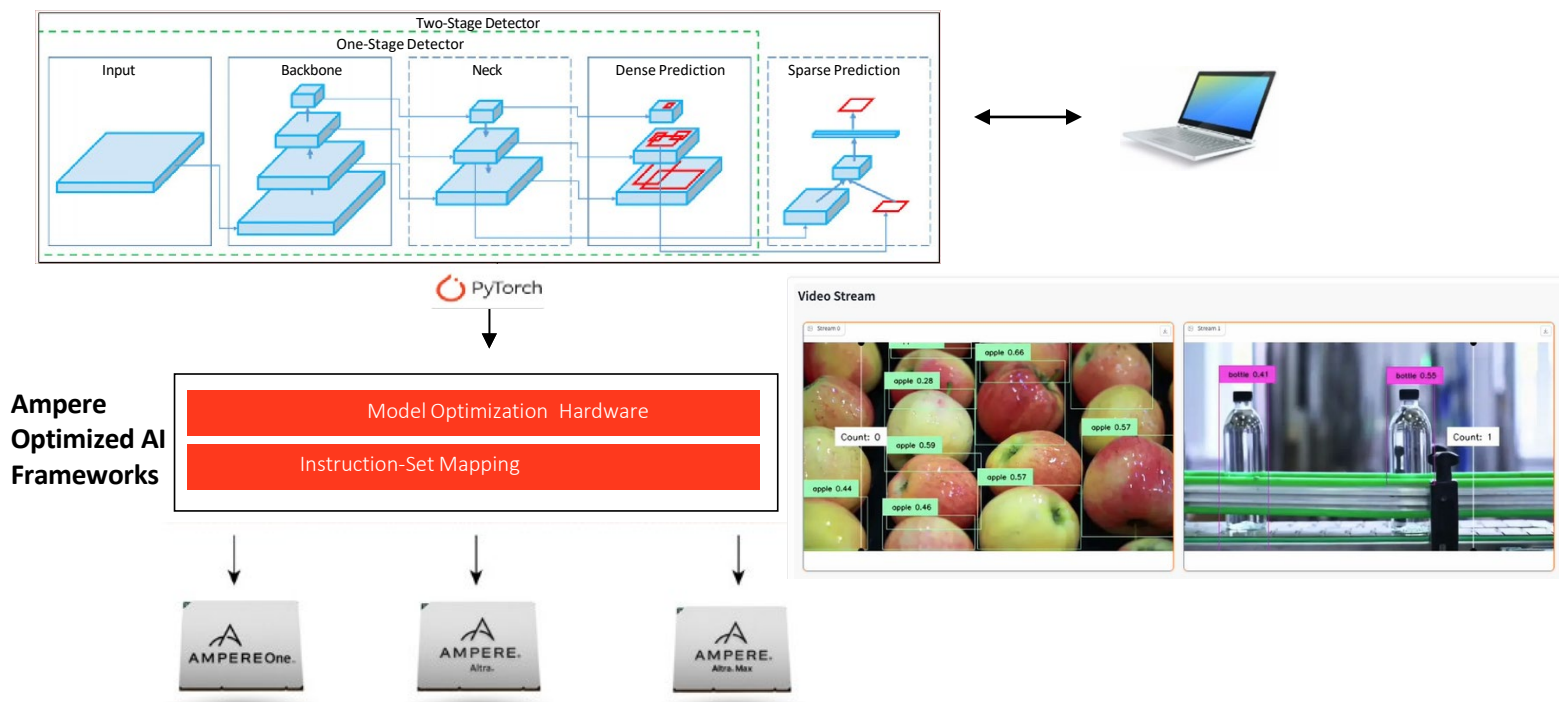 Two-Stage Detector
One-Stage Detector
Input
Backbone
Neck
Dense Prediction
Sparse Prediction
PyTorch
Ampere
Optimized AI
Frameworks
Model Optimization Hardware
Instruction-Set Mapping
AMPEREOne.
AMPERE.
Altra.
AMPERE.
Altra Max
Video Stream
Stream 0
apple 0.66
apple 0.28
apple 0.57
Count: 0
apple 0.59
apple 0.57
apple 0.44
apple 0.46
Stream 1
bottle 0.41
bottle 0.55
Count: 1